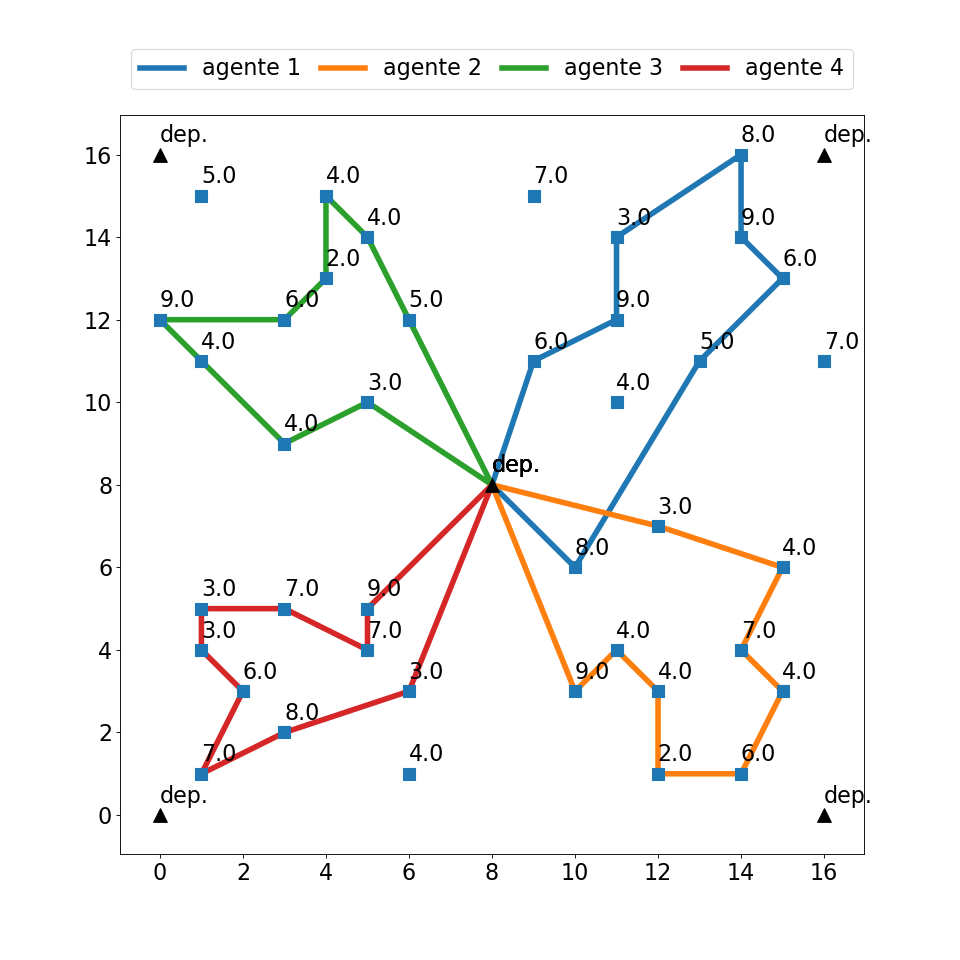 agente 1 agente 2 agente 3 agente 4
dep. 8.0 dep.
16
5.0 4.0 7.0
4.0 3.0 9.0
14
2.0 6.0
9.0 6.0 5.0 9.0
12
4.0 6.0 5.0 7.0
3.0 4.0
10
4.0
dep.
8
3.0
8.0 4.0
6
3.0 7.0 9.0
3.0 7.0 4.0 7.0
4
6.0 3.0 9.0 4.0 4.0
8.0
2
7.0 4.0 2.0 6.0
dep. dep.
0
0 2 4 6 8 10 12 14 16